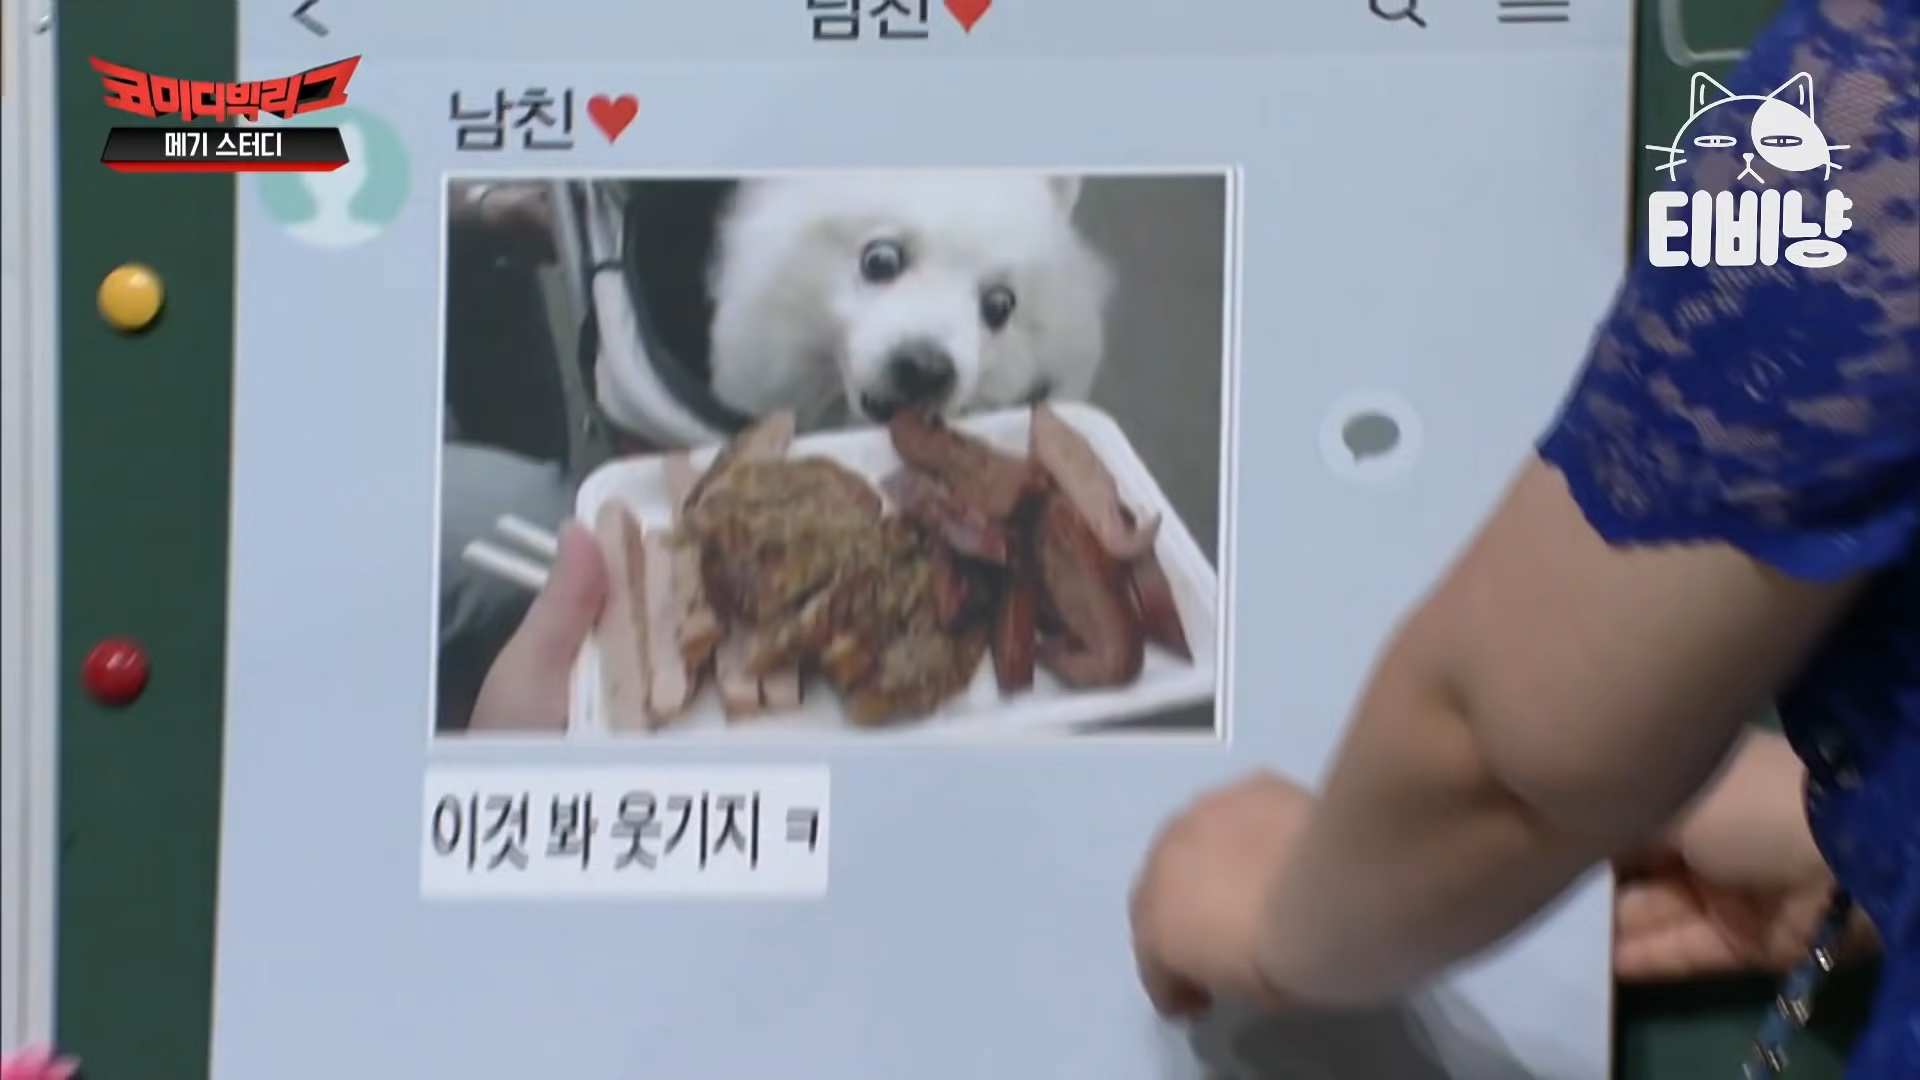 남친♥
코미디빅리그
메기 스터디
남친♥
티비냥
이것 봐 웃기지 ㅋ